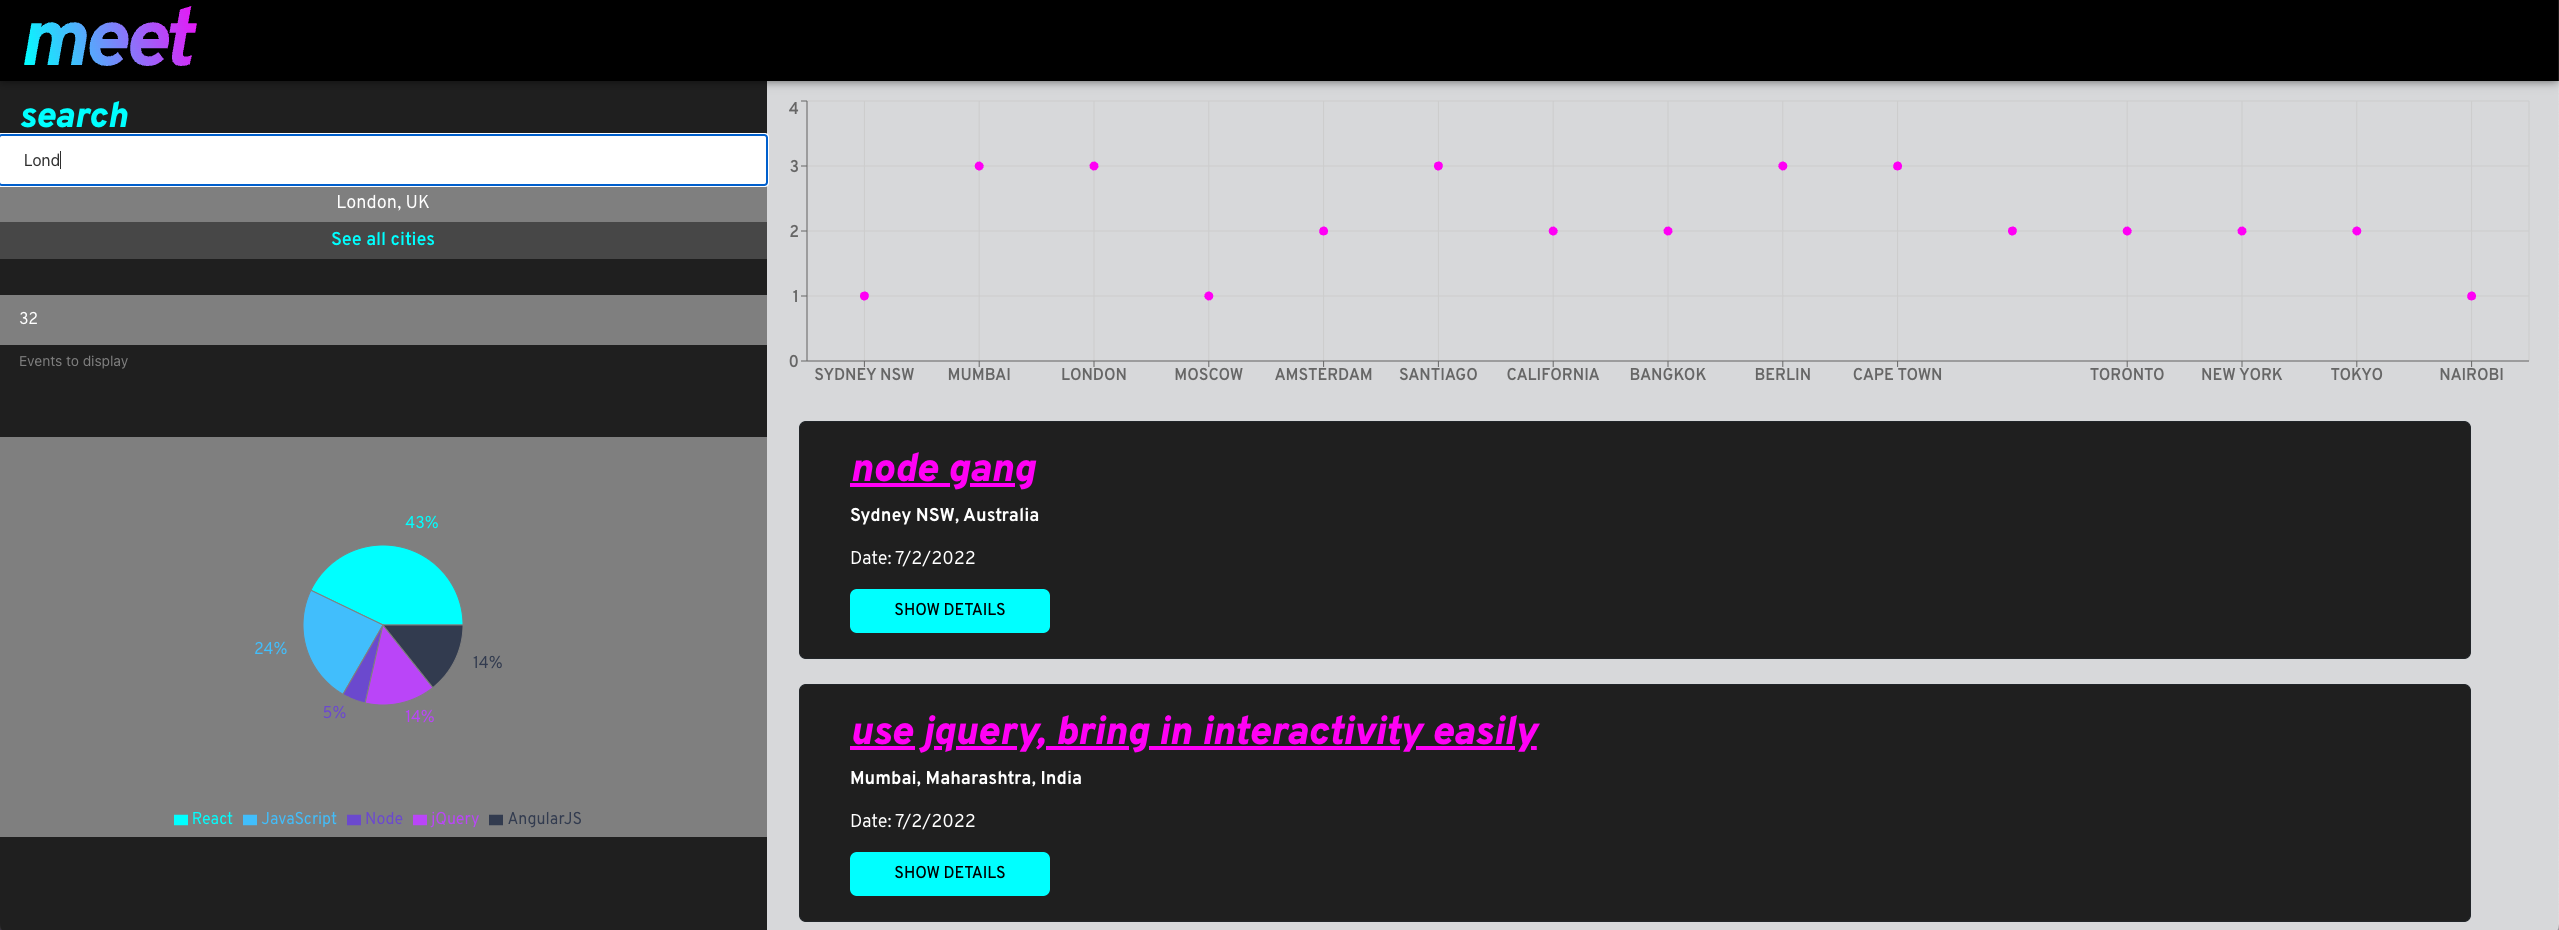 meet
search
Lond
London, UK
See all cities
32
Events to display
43%
24%
14%
5%
14%
React JavaScript Node jQuery AngularJS
4
3
2
1
0
SYDNEY NSW MUMBAI LONDON MOSCOW AMSTERDAM SANTIAGO CALIFORNIA BANGKOK BERLIN CAPE TOWN TORONTO NEW YORK TOKYO NAIROBI
node gang
Sydney NSW, Australia
Date: 7/2/2022
SHOW DETAILS
use jquery, bring in interactivity easily
Mumbai, Maharashtra, India
Date: 7/2/2022
SHOW DETAILS